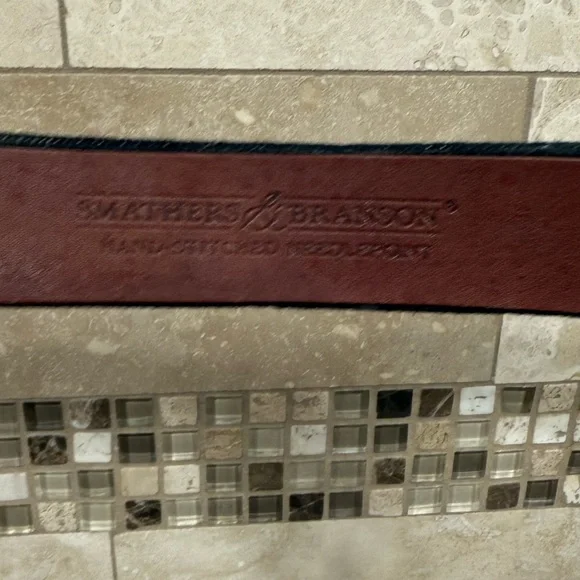 SMATHERS & BRANSON®
HAND-STITCHED NEEDLEPOINT